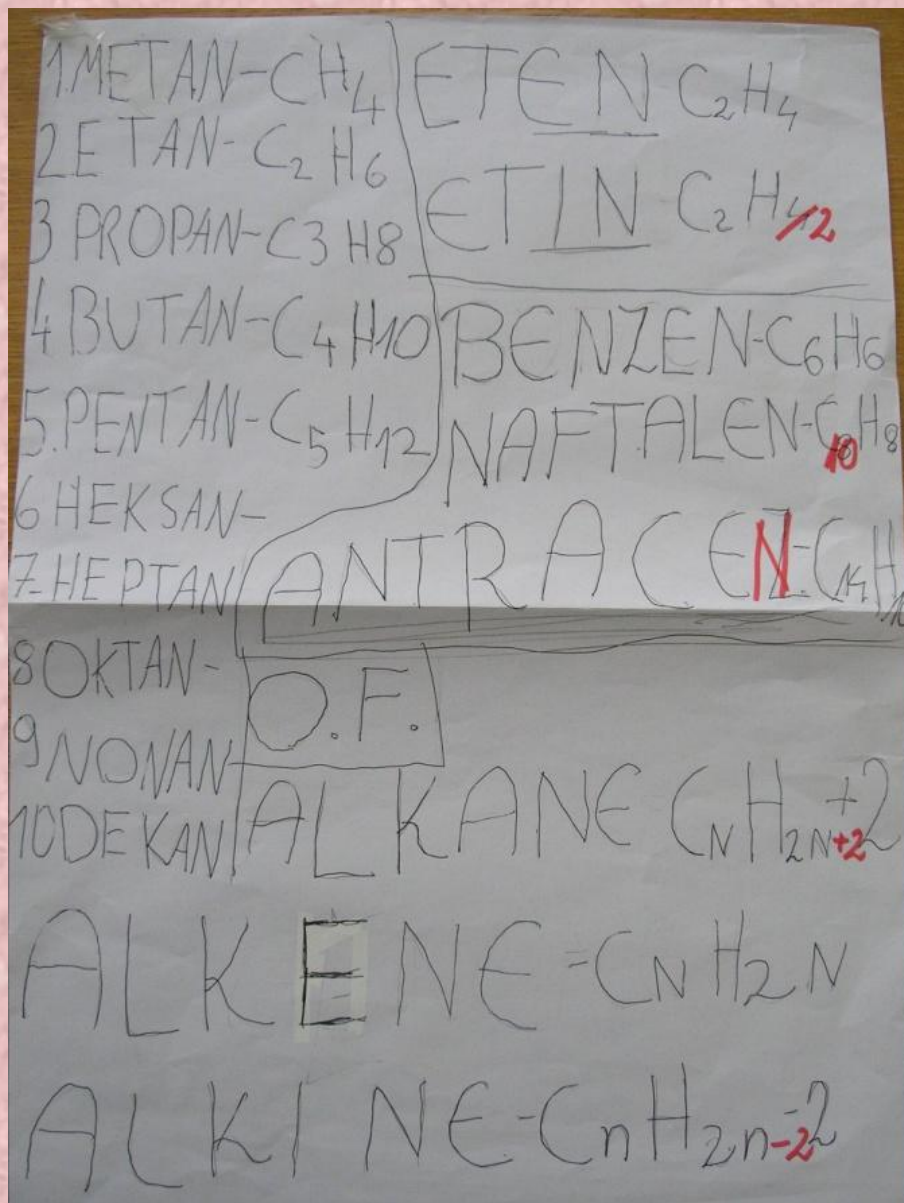 1.METAN-CH4
2.ETAN-C2H6
3 PROPAN-C3H8
4 BUTAN-C4H10
5.PENTAN-C5H12
6 HEKSAN-
7.HEPTAN
8 OKTAN-
9 NONAN
10 DEKAN
ETEN C2H4
ETIN C2H2
BENZEN-C6H6
NAFTALEN-C10H8
ANTRACEN-C14H10
O.F.
ALKANE CNH2N+2
ALKENE=CNH2N
ALKINE-CnH2n-2